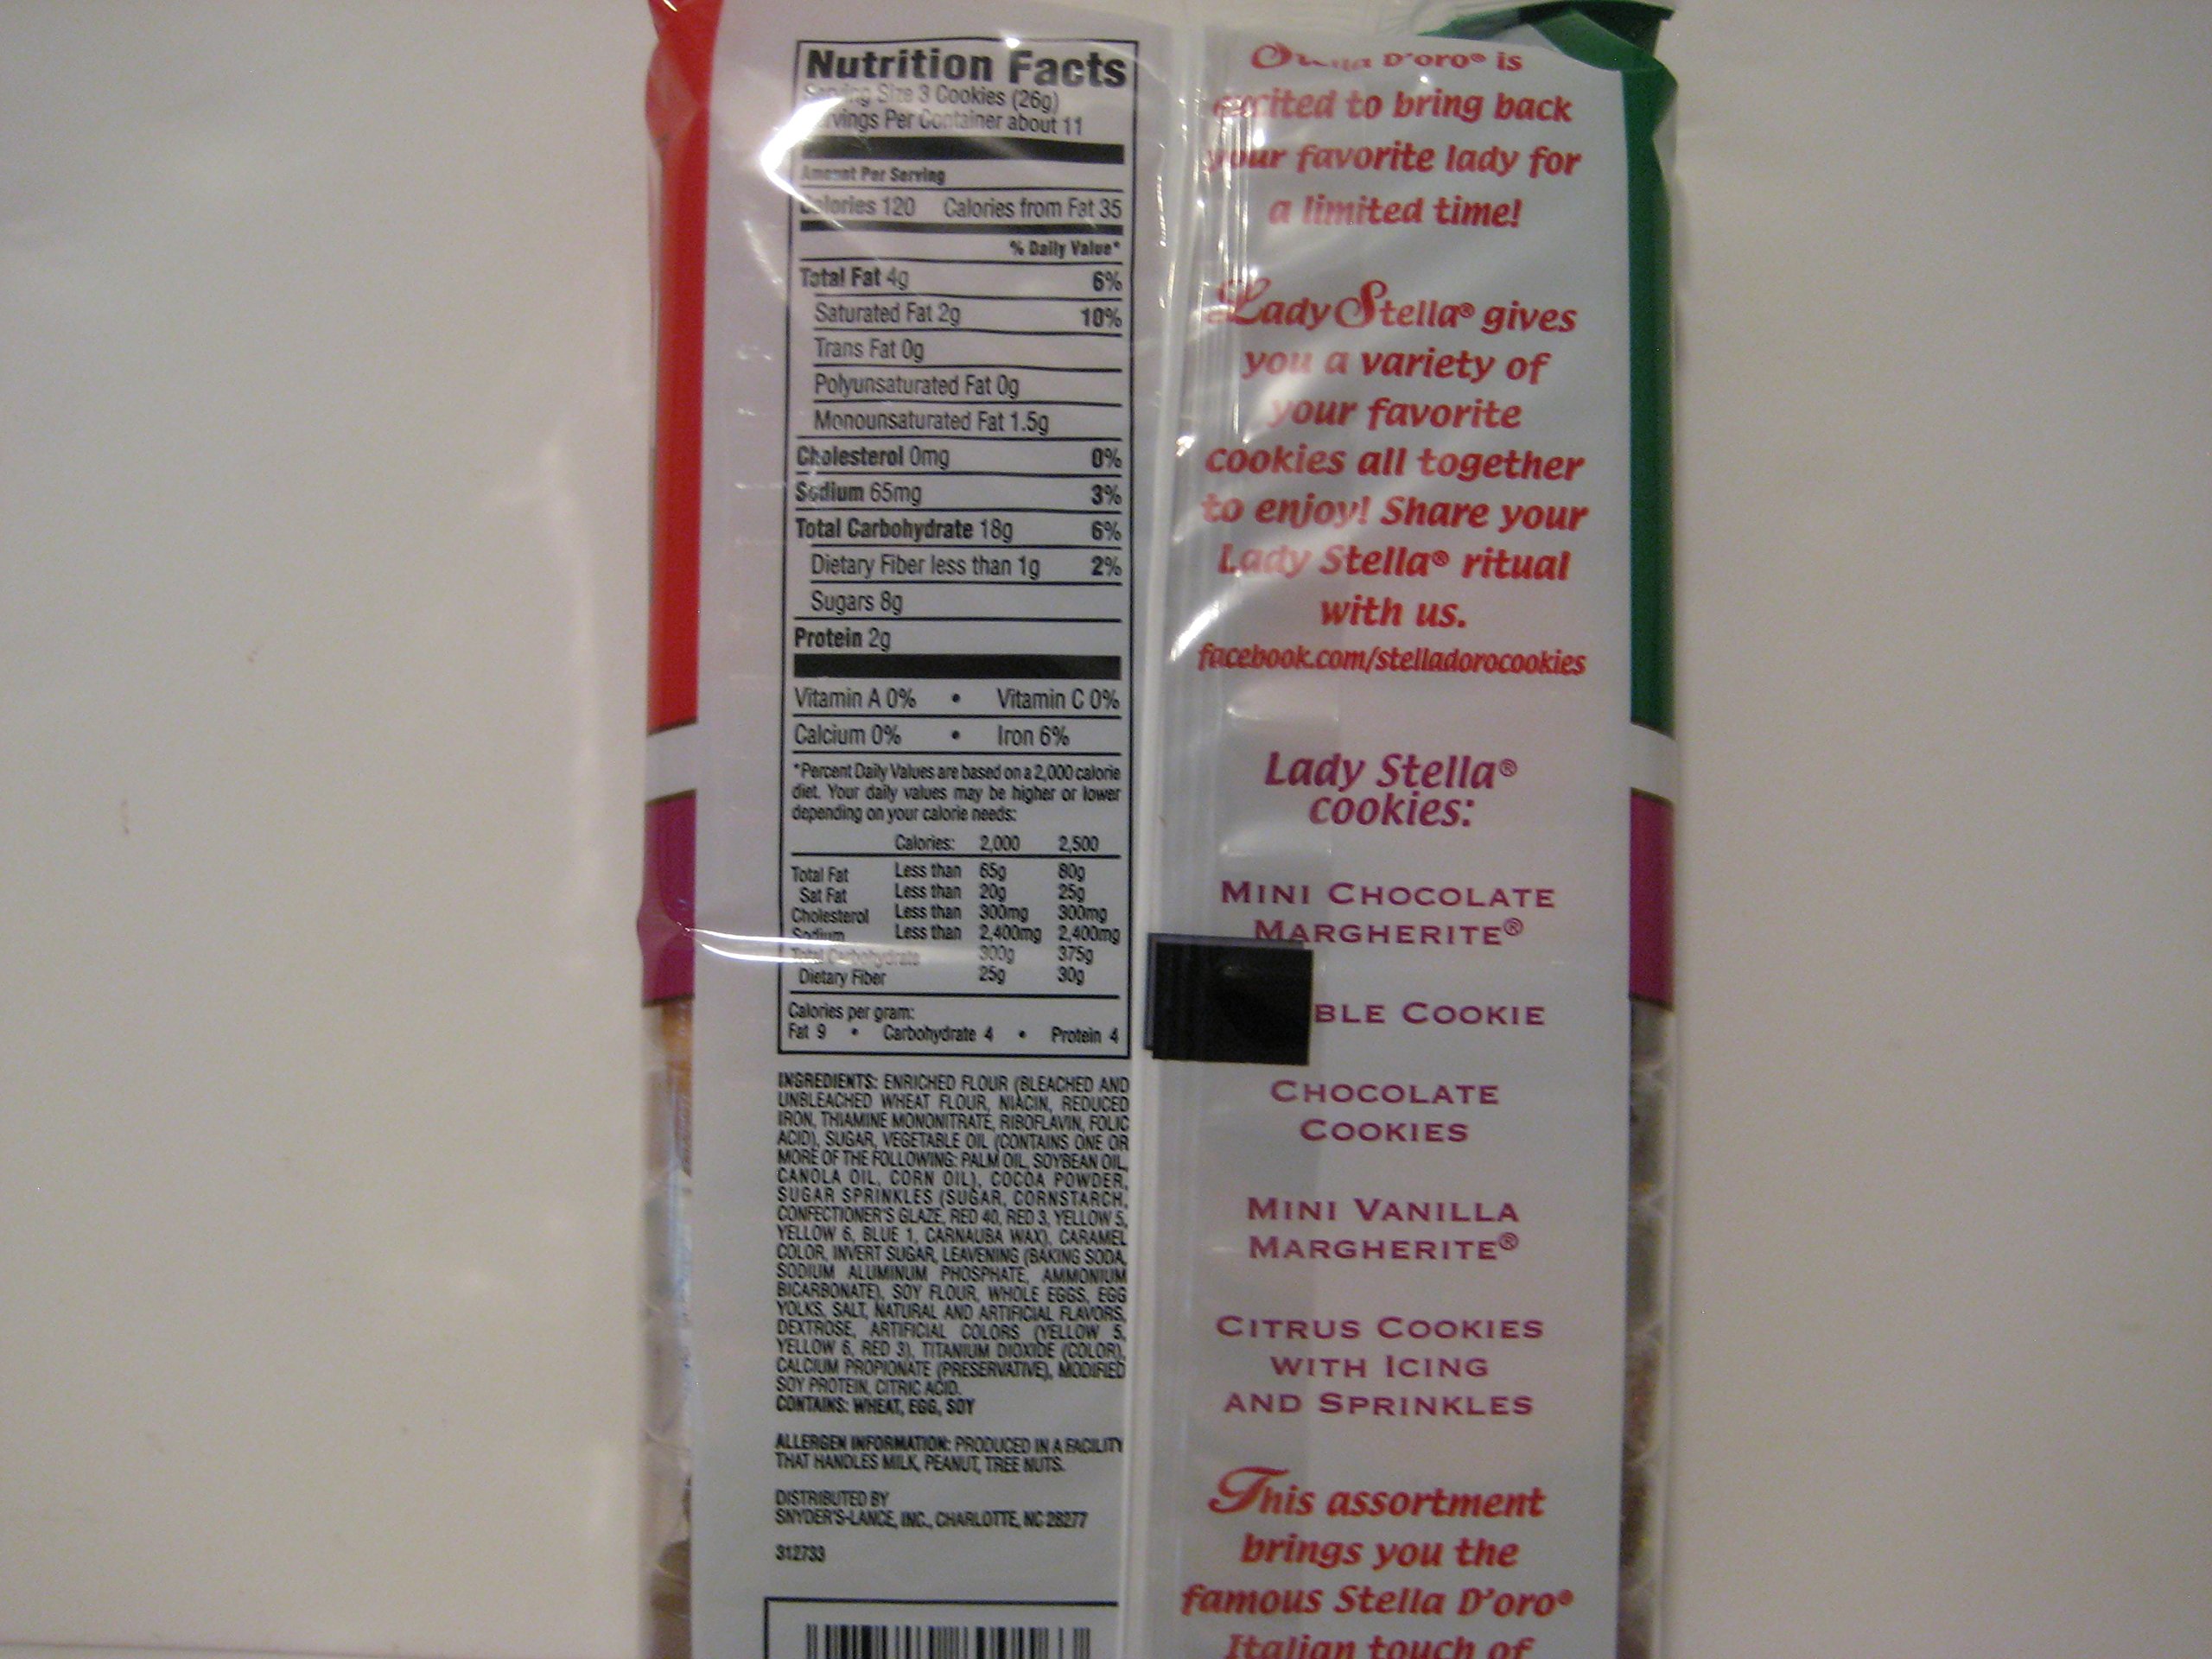 Nutrition Facts
Serving Size 3 Cookies (26g)
Servings Per Container about 11
Amount Per Serving
Calories 120 Calories from Fat 35
% Daily Value*
Total Fat 4g 6%
Saturated Fat 2g 10%
Trans Fat 0g
Polyunsaturated Fat 0g
Monounsaturated Fat 1.5g
Cholesterol 0mg 0%
Sodium 65mg 3%
Total Carbohydrate 18g 6%
Dietary Fiber less than 1g 2%
Sugars 8g
Protein 2g
Vitamin A 0% • Vitamin C 0%
Calcium 0% • Iron 6%
*Percent Daily Values are based on a 2,000 calorie
diet. Your daily values may be higher or lower
depending on your calorie needs:
Calories: 2,000 2,500
Total Fat Less than 65g 80g
Sat Fat Less than 20g 25g
Cholesterol Less than 300mg 300mg
Sodium Less than 2,400mg 2,400mg
Total Carbohydrate 300g 375g
Dietary Fiber 25g 30g
Calories per gram:
Fat 9 • Carbohydrate 4 • Protein 4
INGREDIENTS: ENRICHED FLOUR (BLEACHED AND
UNBLEACHED WHEAT FLOUR, NIACIN, REDUCED
IRON, THIAMINE MONONITRATE, RIBOFLAVIN, FOLIC
ACID), SUGAR, VEGETABLE OIL (CONTAINS ONE OR
MORE OF THE FOLLOWING: PALM OIL, SOYBEAN OIL,
CANOLA OIL, CORN OIL), COCOA POWDER,
SUGAR SPRINKLES (SUGAR, CORNSTARCH,
CONFECTIONER'S GLAZE, RED 40, RED 3, YELLOW 5,
YELLOW 6, BLUE 1, CARNAUBA WAX), CARAMEL
COLOR, INVERT SUGAR, LEAVENING (BAKING SODA,
SODIUM ALUMINUM PHOSPHATE, AMMONIUM
BICARBONATE), SOY FLOUR, WHOLE EGGS, EGG
YOLKS, SALT, NATURAL AND ARTIFICIAL FLAVORS,
DEXTROSE, ARTIFICIAL COLORS (YELLOW 5,
YELLOW 6, RED 3), TITANIUM DIOXIDE (COLOR),
CALCIUM PROPIONATE (PRESERVATIVE), MODIFIED
SOY PROTEIN, CITRIC ACID.
CONTAINS: WHEAT, EGG, SOY
ALLERGEN INFORMATION: PRODUCED IN A FACILITY
THAT HANDLES MILK, PEANUT, TREE NUTS.
DISTRIBUTED BY
SNYDER'S-LANCE, INC., CHARLOTTE, NC 28277
312733
D'oro® is
excited to bring back
your favorite lady for
a limited time!
Lady Stella® gives
you a variety of
your favorite
cookies all together
to enjoy! Share your
Lady Stella® ritual
with us.
facebook.com/stelladorocookies
Lady Stella®
cookies:
MINI CHOCOLATE
MARGHERITE®
BLE COOKIE
CHOCOLATE
COOKIES
MINI VANILLA
MARGHERITE®
CITRUS COOKIES
WITH ICING
AND SPRINKLES
This assortment
brings you the
famous Stella D'oro®
Italian touch of